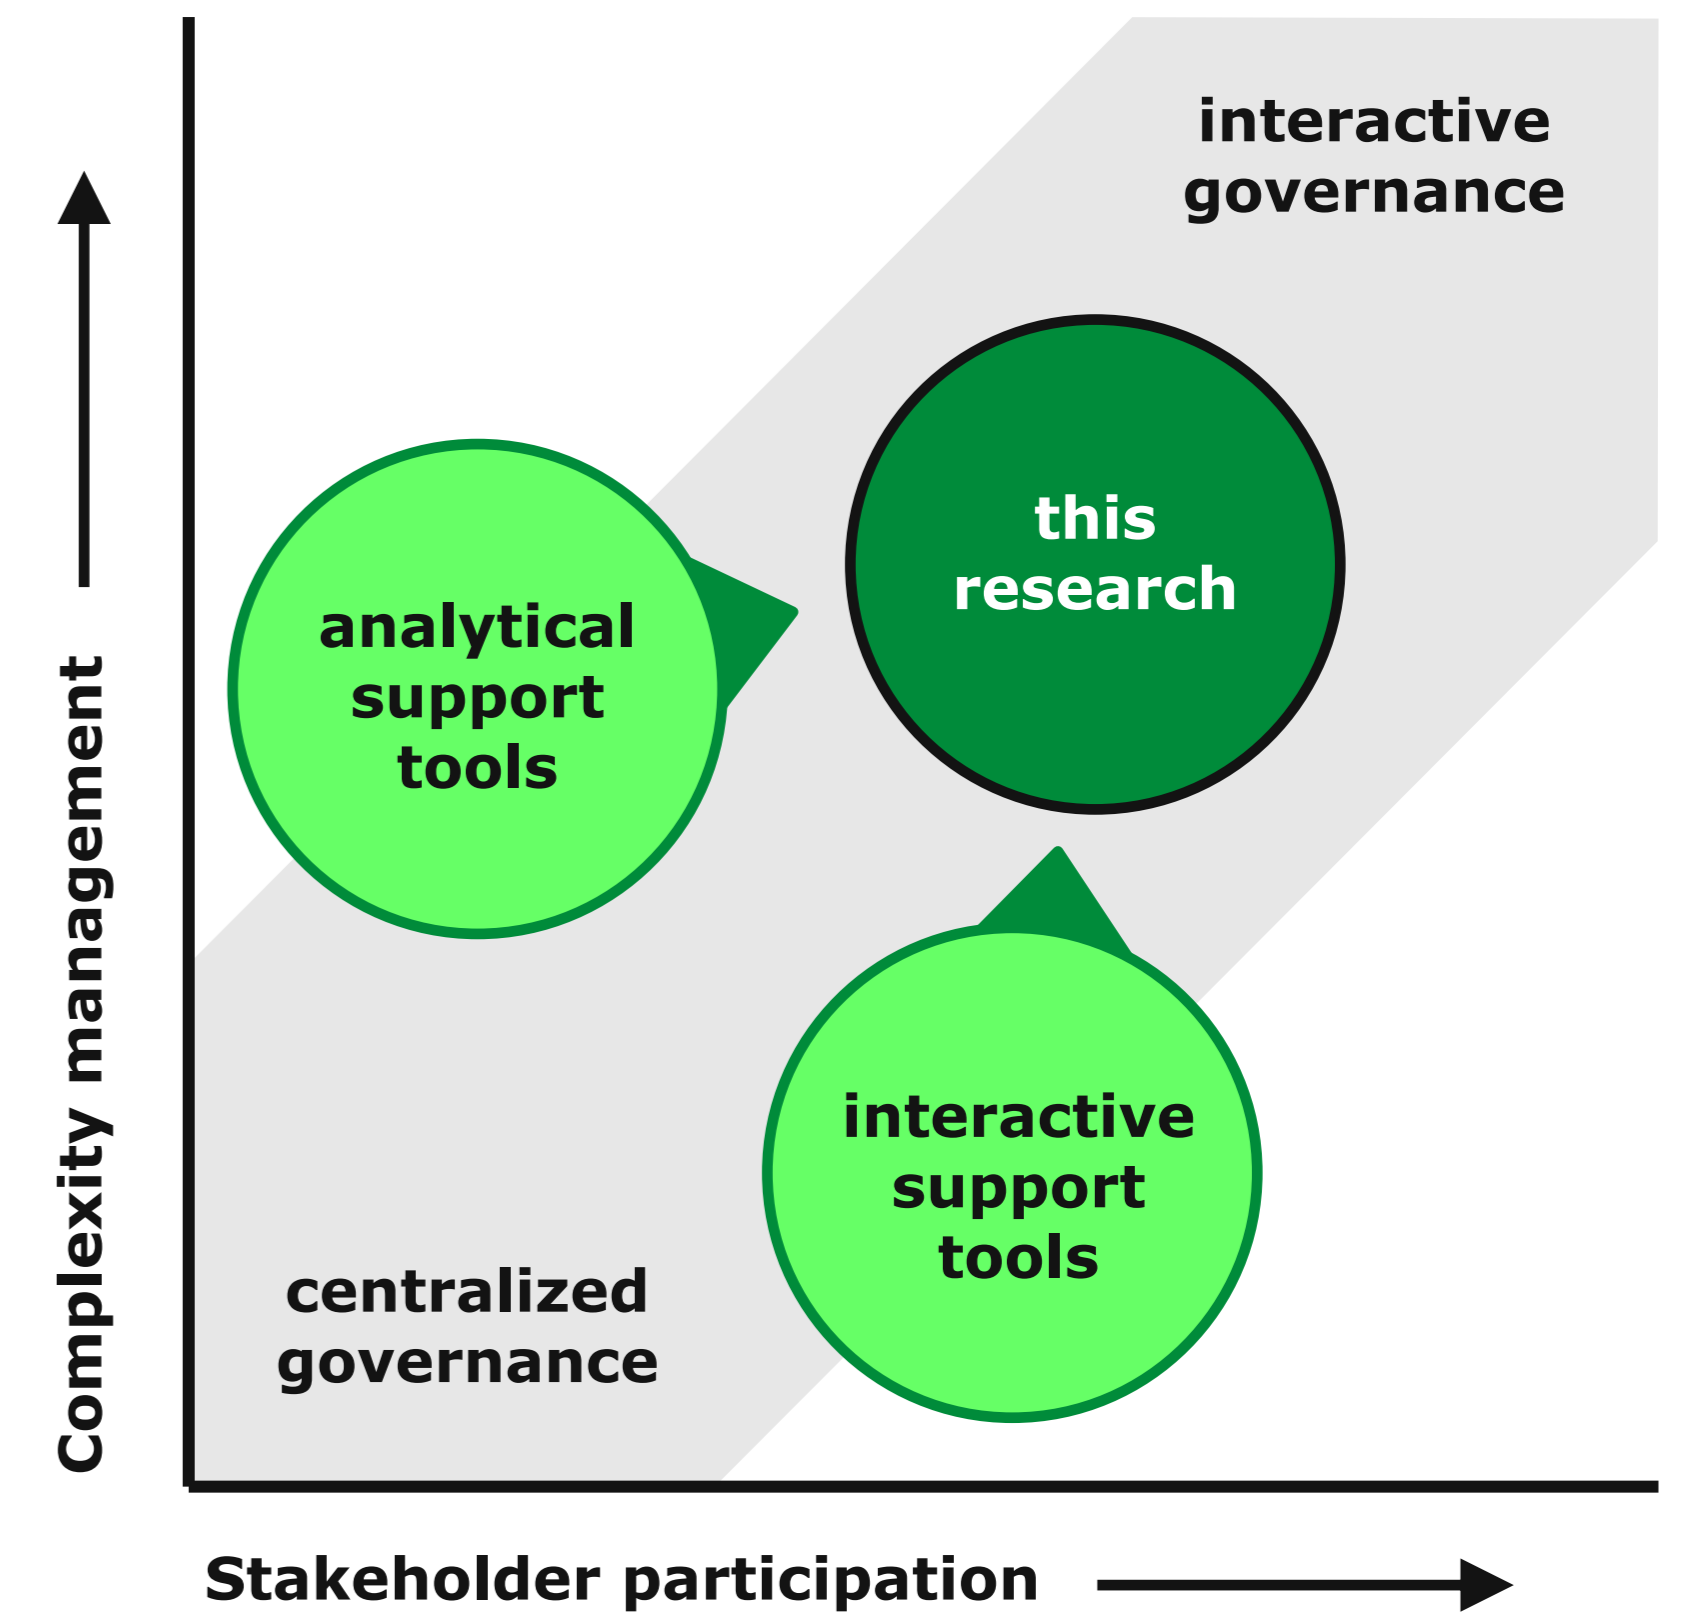 interactive
governance
this
research
analytical
support
tools
interactive
support
tools
centralized
governance
Complexity management
Stakeholder participation